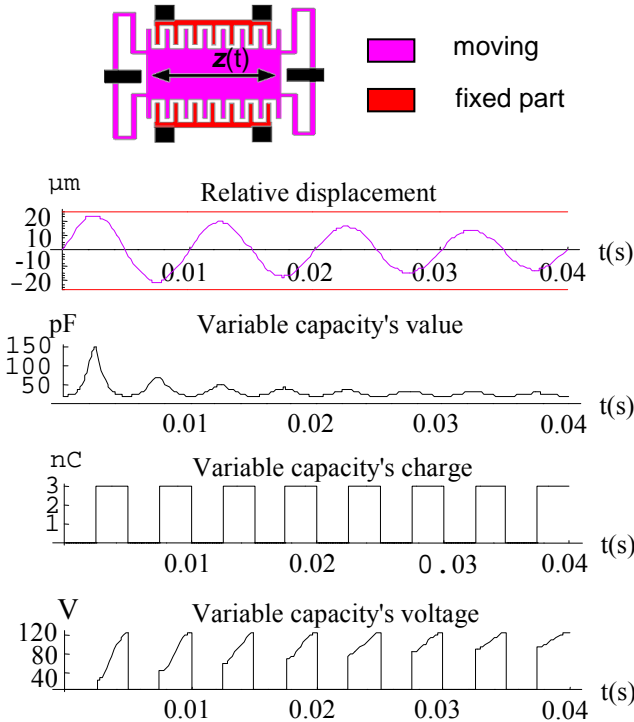 z(t)
moving
fixed part
μm
Relative displacement
20
10
-10
-20
0.01
0.02
0.03
0.04
t(s)
pF
Variable capacity's value
150
100
50
0.01
0.02
0.03
0.04
t(s)
nC
Variable capacity's charge
3
2
1
0.01
0.02
0.03
0.04
t(s)
V
Variable capacity's voltage
120
80
40
0.01
0.02
0.03
0.04
t(s)